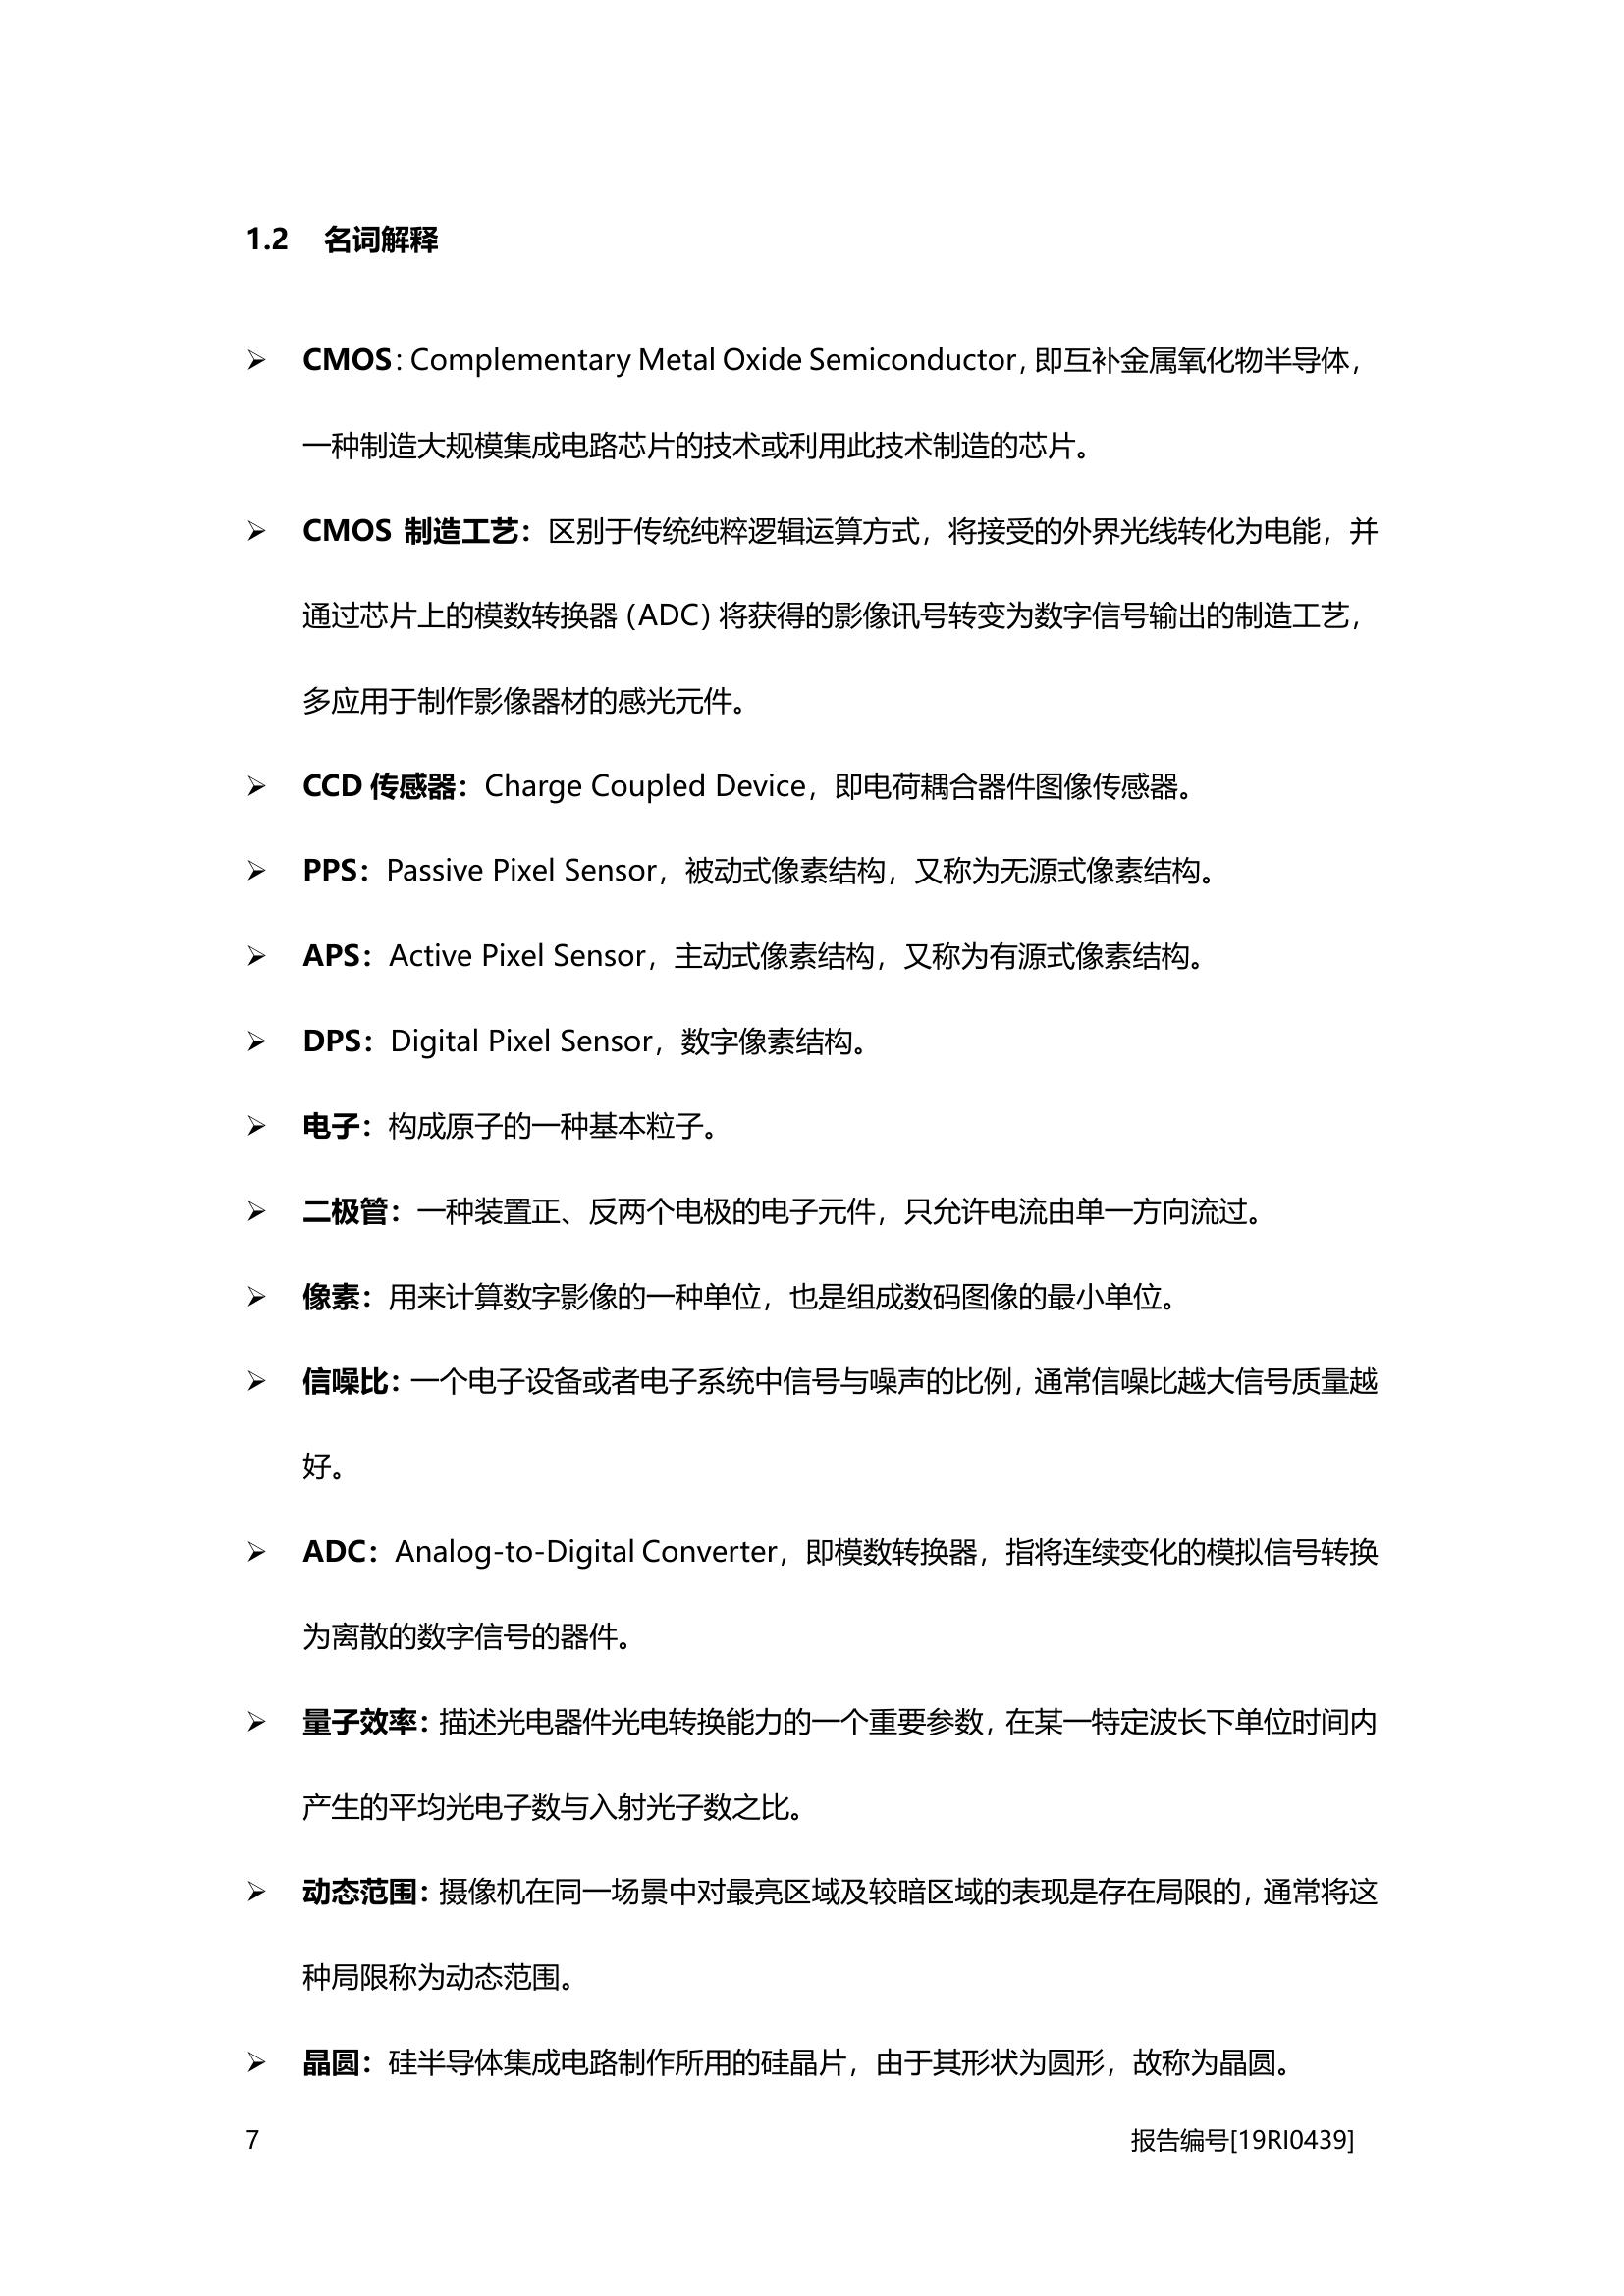 1.2 名词解释
➢ CMOS：Complementary Metal Oxide Semiconductor，即互补金属氧化物半导体，
一种制造大规模集成电路芯片的技术或利用此技术制造的芯片。
➢ CMOS 制造工艺：区别于传统纯粹逻辑运算方式，将接受的外界光线转化为电能，并
通过芯片上的模数转换器（ADC）将获得的影像讯号转变为数字信号输出的制造工艺，
多应用于制作影像器材的感光元件。
➢ CCD 传感器：Charge Coupled Device，即电荷耦合器件图像传感器。
➢ PPS：Passive Pixel Sensor，被动式像素结构，又称为无源式像素结构。
➢ APS：Active Pixel Sensor，主动式像素结构，又称为有源式像素结构。
➢ DPS：Digital Pixel Sensor，数字像素结构。
➢ 电子：构成原子的一种基本粒子。
➢ 二极管：一种装置正、反两个电极的电子元件，只允许电流由单一方向流过。
➢ 像素：用来计算数字影像的一种单位，也是组成数码图像的最小单位。
➢ 信噪比：一个电子设备或者电子系统中信号与噪声的比例，通常信噪比越大信号质量越
好。
➢ ADC：Analog-to-Digital Converter，即模数转换器，指将连续变化的模拟信号转换
为离散的数字信号的器件。
➢ 量子效率：描述光电器件光电转换能力的一个重要参数，在某一特定波长下单位时间内
产生的平均光电子数与入射光子数之比。
➢ 动态范围：摄像机在同一场景中对最亮区域及较暗区域的表现是存在局限的，通常将这
种局限称为动态范围。
➢ 晶圆：硅半导体集成电路制作所用的硅晶片，由于其形状为圆形，故称为晶圆。
7 报告编号[19RI0439]